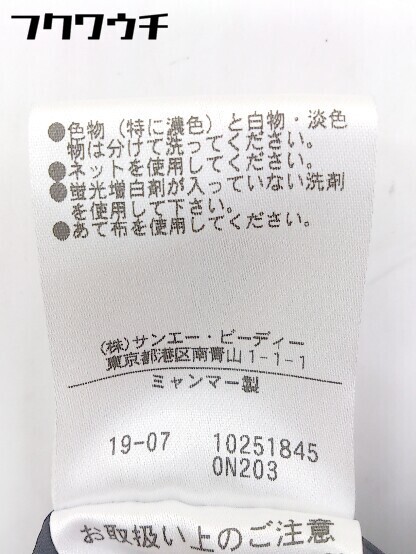 フクワウチ
●色物(特に濃色)と白物・淡色
物は分けて洗ってください。
●ネットを使用してください。
●蛍光増白剤が入っていない洗剤
を使用して下さい。
●あて布を使用してください。
(株)サンエー・ビーディー
東京都港区南青山1-1-1
ミャンマー製
19-07 10251845
0N203
お取扱い上のご注意